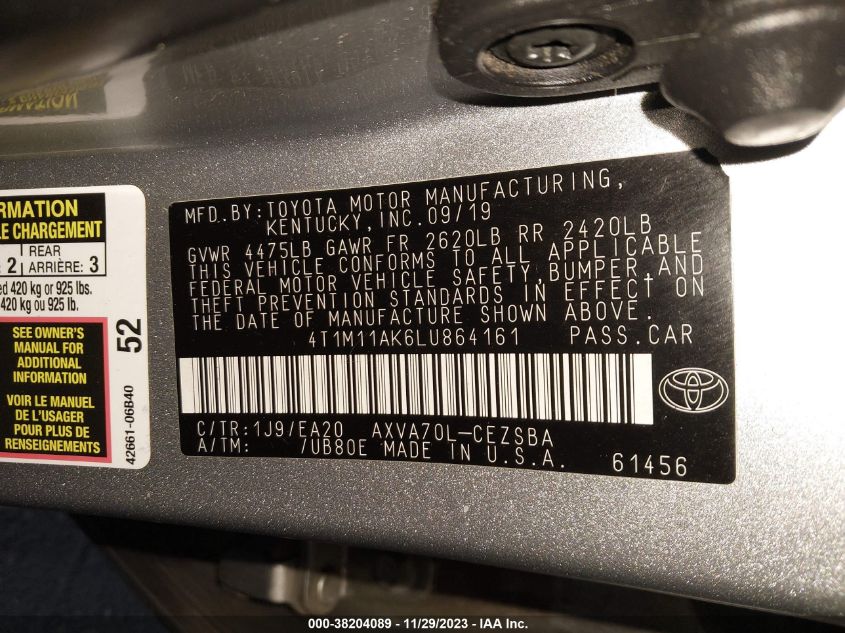 RMATION
LE CHARGEMENT
: 2 REAR
ARRIÈRE: 3
ed 420 kg or 925 lbs.
420 kg ou 925 lb.
SEE OWNER'S
MANUAL FOR
ADDITIONAL
INFORMATION
VOIR LE MANUEL
DE L'USAGER
POUR PLUS DE
RENSEIGNEMENTS
52
42661-06B40
MFD.BY: TOYOTA MOTOR MANUFACTURING,
KENTUCKY, INC. 09/19
GVWR 4475LB GAWR FR 2620LB RR 2420LB
THIS VEHICLE CONFORMS TO ALL APPLICABLE
FEDERAL MOTOR VEHICLE SAFETY, BUMPER, AND
THEFT PREVENTION STANDARDS IN EFFECT ON
THE DATE OF MANUFACTURE SHOWN ABOVE.
4T1M11AK6LU864161 PASS.CAR
C/TR: 1J9/EA20 AXVA70L-CEZSBA
A/TM: /UB80E MADE IN U.S.A. 61456
000-38204089 - 11/29/2023 - IAA Inc.